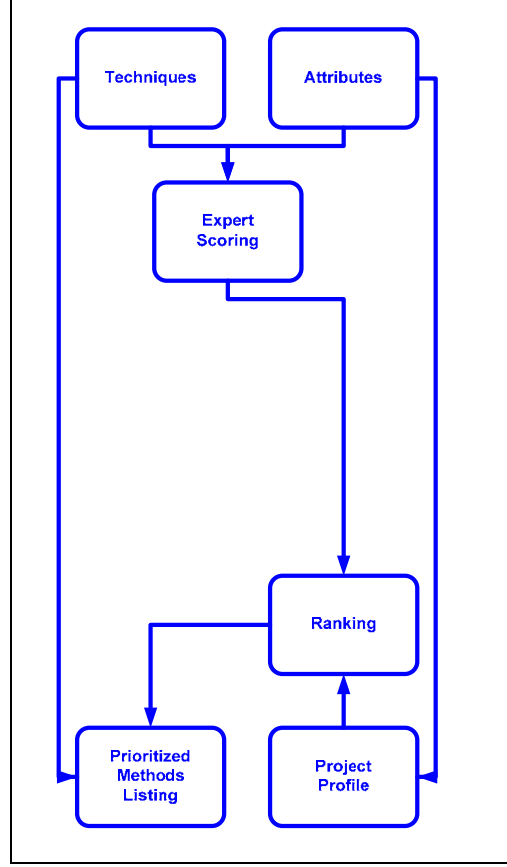 Techniques
Attributes
Expert
Scoring
Ranking
Prioritized
Methods
Listing
Project
Profile